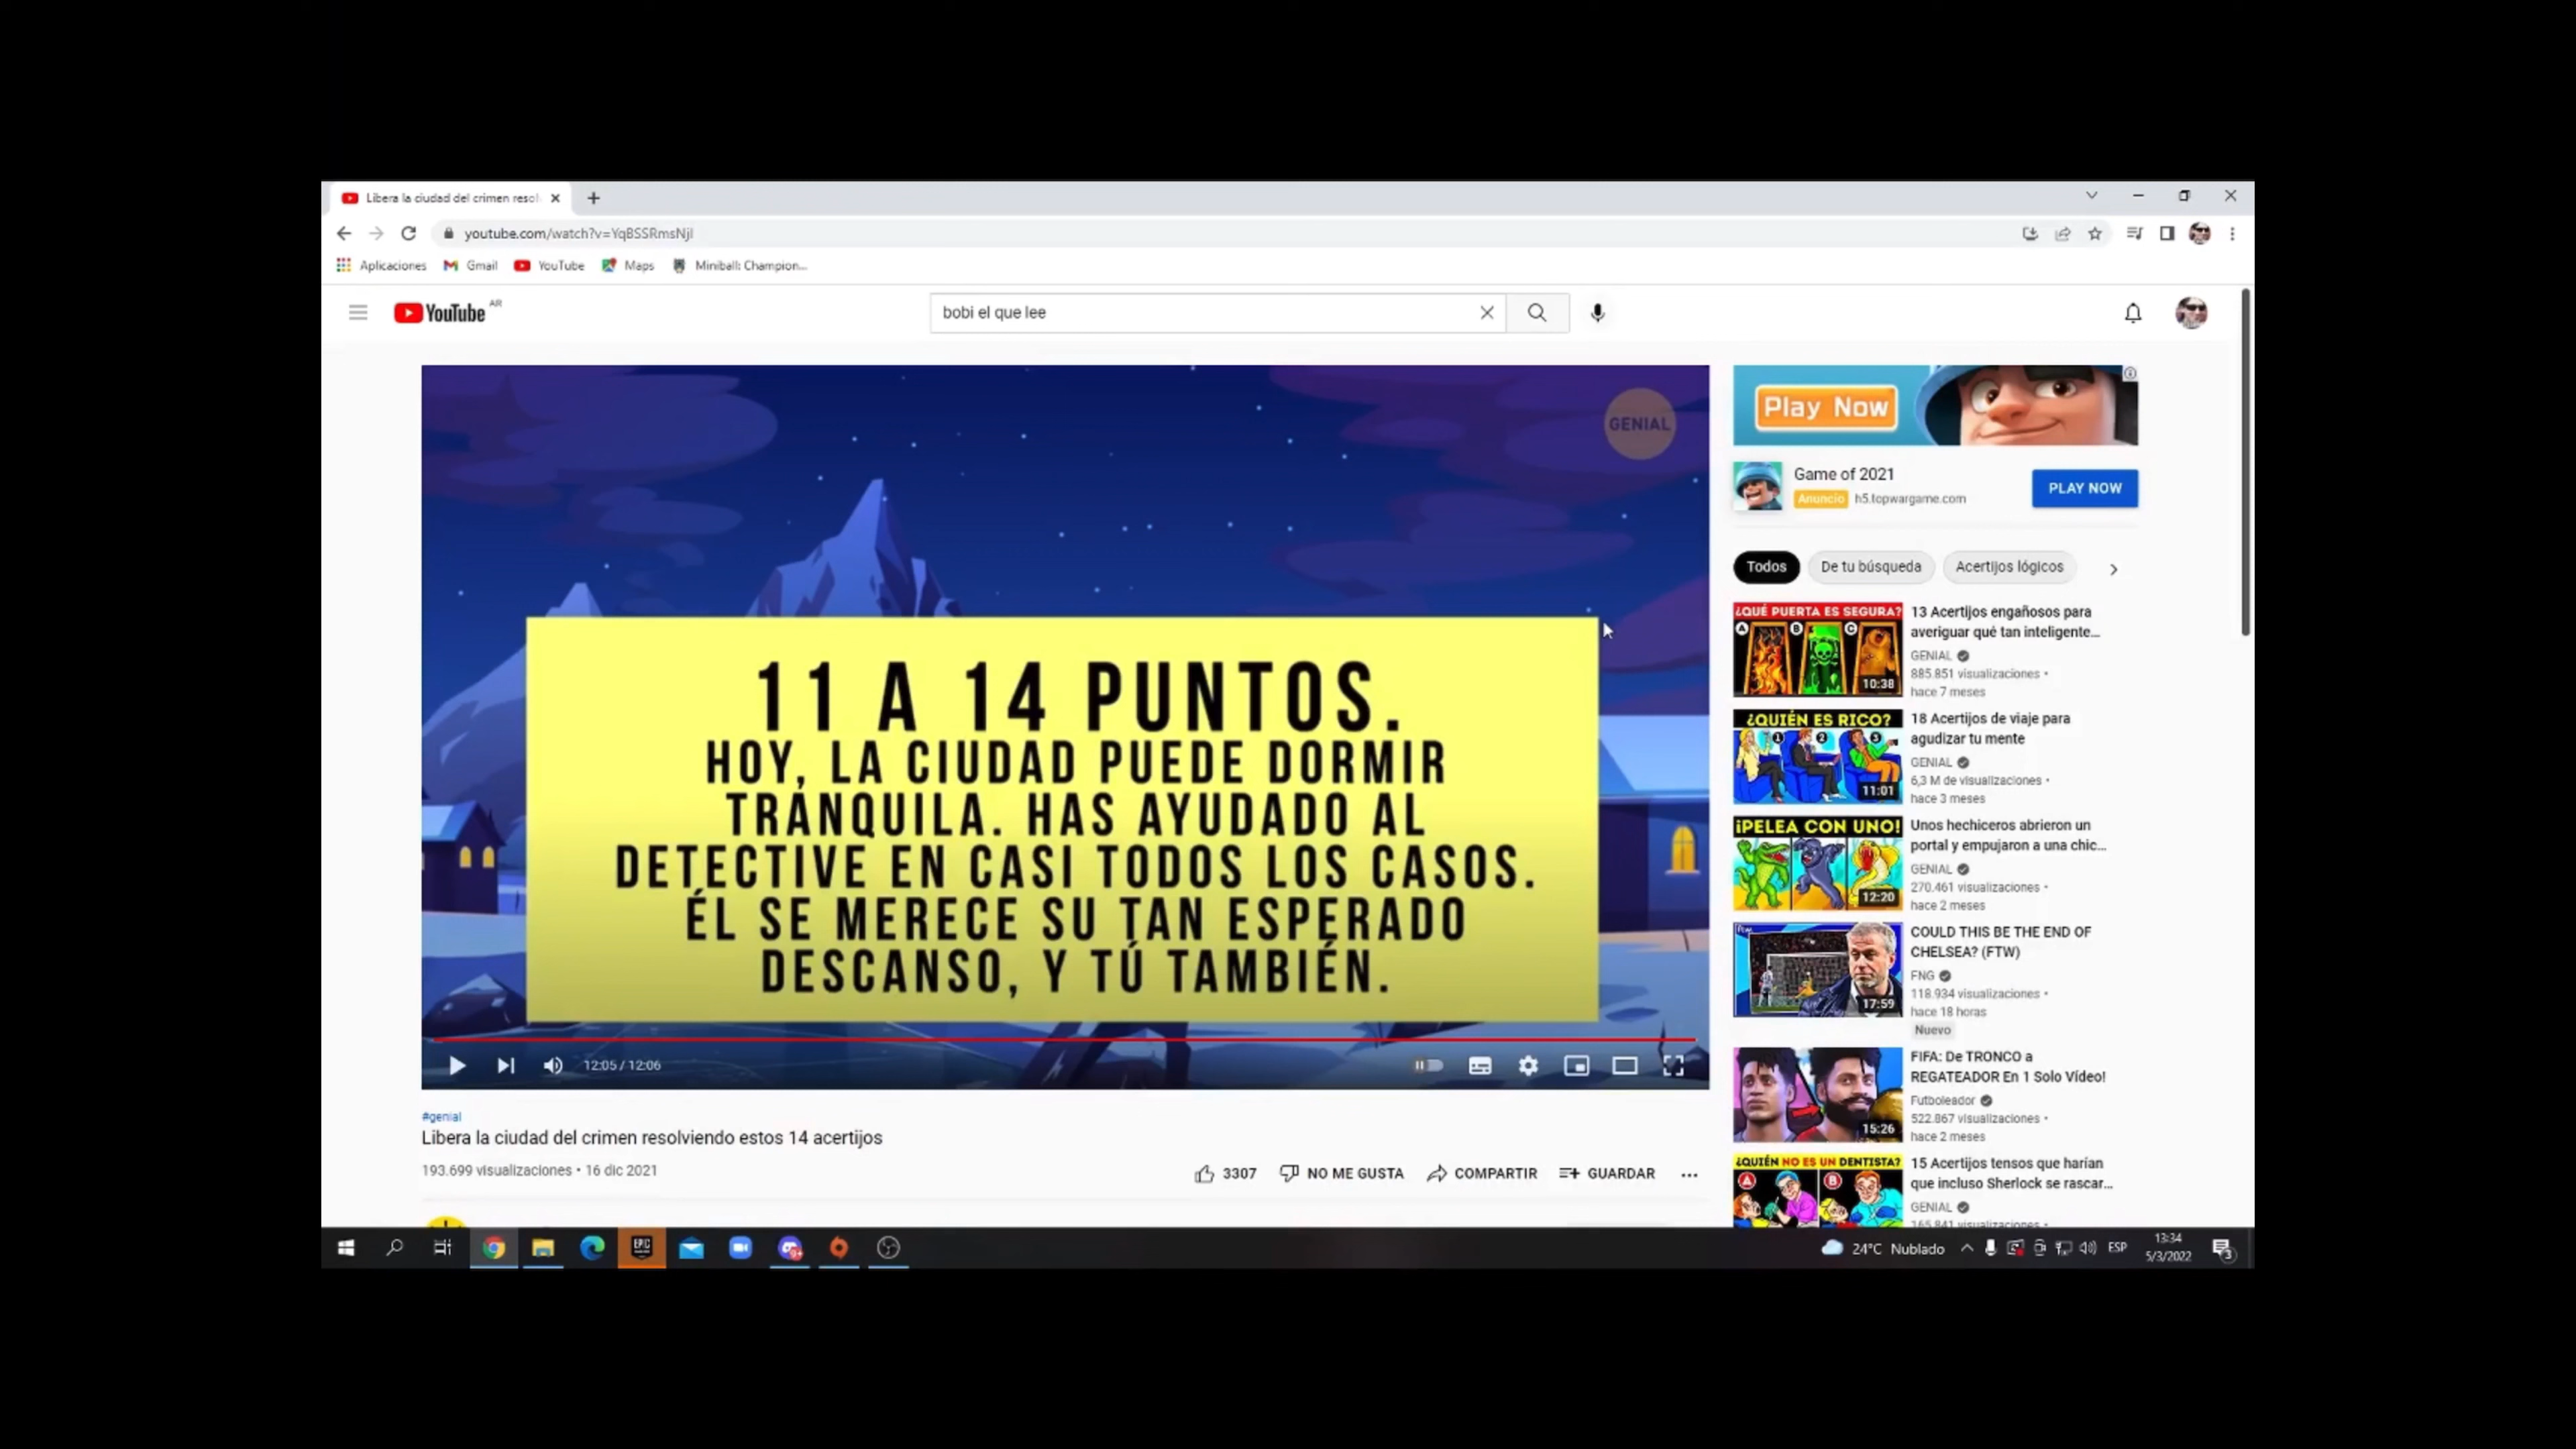 Libera la ciudad del crimen resol
youtube.com/watch?v=YqBSSRmsNjI
Aplicaciones Gmail YouTube Maps Miniball: Champion...
YouTube AR
bobi el que lee
GENIAL
11 A 14 PUNTOS.
HOY, LA CIUDAD PUEDE DORMIR
TRANQUILA. HAS AYUDADO AL
DETECTIVE EN CASI TODOS LOS CASOS.
ÉL SE MERECE SU TAN ESPERADO
DESCANSO, Y TÚ TAMBIÉN.
12:05 / 12:06
#genial
Libera la ciudad del crimen resolviendo estos 14 acertijos
193.699 visualizaciones • 16 dic 2021
3307 NO ME GUSTA COMPARTIR GUARDAR
Play Now
Game of 2021
Anuncio h5.topwargame.com
PLAY NOW
Todos De tu búsqueda Acertijos lógicos
¿QUÉ PUERTA ES SEGURA?
A B C
10:38
13 Acertijos engañosos para
averiguar qué tan inteligente...
GENIAL
885.851 visualizaciones •
hace 7 meses
¿QUIÉN ES RICO?
1 2 3
11:01
18 Acertijos de viaje para
agudizar tu mente
GENIAL
6,3 M de visualizaciones •
hace 3 meses
¡PELEA CON UNO!
12:20
Unos hechiceros abrieron un
portal y empujaron a una chic...
GENIAL
270.461 visualizaciones •
hace 2 meses
17:59
COULD THIS BE THE END OF
CHELSEA? (FTW)
FNG
118.934 visualizaciones •
hace 18 horas
Nuevo
15:26
FIFA: De TRONCO a
REGATEADOR En 1 Solo Vídeo!
Futboleador
522.867 visualizaciones •
hace 2 meses
¿QUIÉN NO ES UN DENTISTA?
A B
15 Acertijos tensos que harían
que incluso Sherlock se rascar...
GENIAL
165.841 visualizaciones •
EPIC
9+
24°C Nublado
ESP
13:34
5/3/2022
3